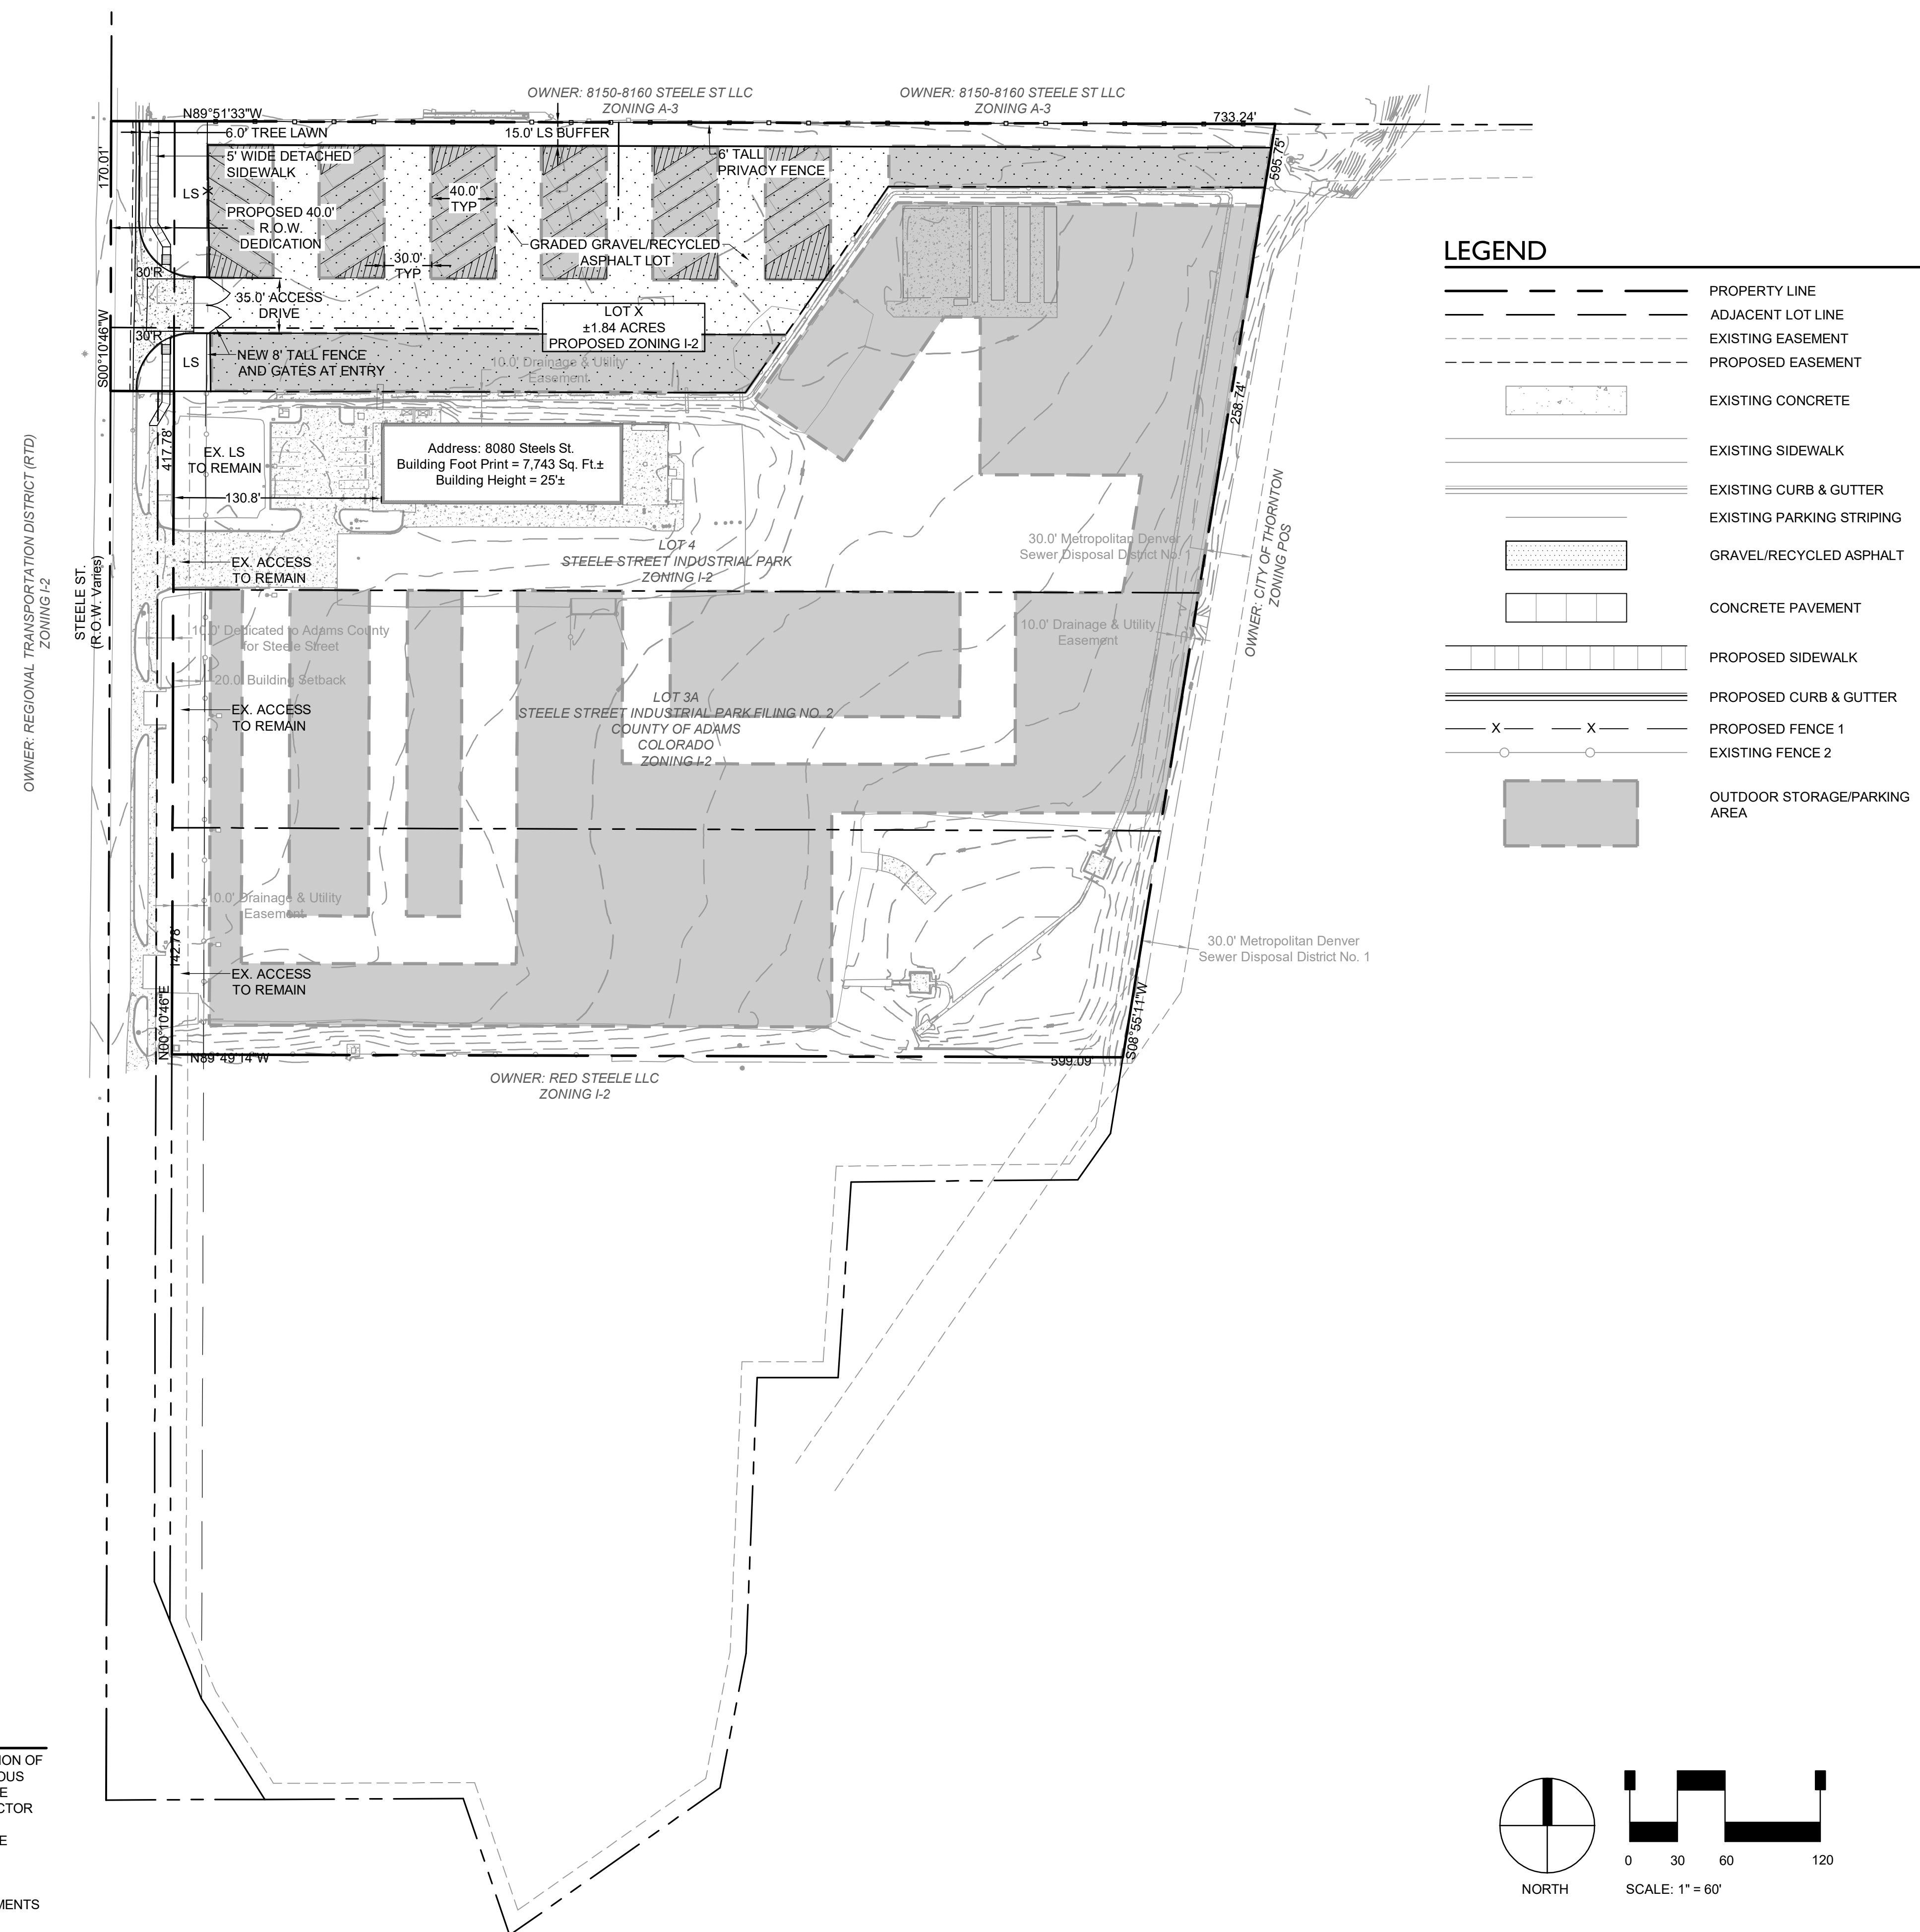 OWNER: 8150-8160 STEELE ST LLC
ZONING A-3
OWNER: 8150-8160 STEELE ST LLC
ZONING A-3
N89°51'33"W
733.24'
6.0' TREE LAWN
15.0' LS BUFFER
5' WIDE DETACHED
SIDEWALK
6' TALL
PRIVACY FENCE
170.01'
595.75'
LS
40.0'
TYP
PROPOSED 40.0'
R.O.W.
DEDICATION
GRADED GRAVEL/RECYCLED
ASPHALT LOT
30.0'
TYP
30'R
35.0' ACCESS
DRIVE
LOT X
±1.84 ACRES
PROPOSED ZONING I-2
30'R
S00°10'46"W
LS
NEW 8' TALL FENCE
AND GATES AT ENTRY
10.0' Drainage & Utility
Easement
258.74'
417.78'
EX. LS
TO REMAIN
Address: 8080 Steels St.
Building Foot Print = 7,743 Sq. Ft.±
Building Height = 25'±
130.8'
OWNER: REGIONAL TRANSPORTATION DISTRICT (RTD)
ZONING I-2
STEELE ST.
(R.O.W. Varies)
EX. ACCESS
TO REMAIN
LOT 4
STEELE STREET INDUSTRIAL PARK
ZONING I-2
30.0' Metropolitan Denver
Sewer Disposal District No. 1
OWNER: CITY OF THORNTON
ZONING POS
10.0' Dedicated to Adams County
for Steele Street
10.0' Drainage & Utility
Easement
20.0' Building Setback
EX. ACCESS
TO REMAIN
LOT 3A
STEELE STREET INDUSTRIAL PARK FILING NO. 2
COUNTY OF ADAMS
COLORADO
ZONING I-2
10.0' Drainage & Utility
Easement
142.78'
EX. ACCESS
TO REMAIN
30.0' Metropolitan Denver
Sewer Disposal District No. 1
N00°10'46"E
S08°55'11"W
N89°49'14"W
599.09'
OWNER: RED STEELE LLC
ZONING I-2
LEGEND
PROPERTY LINE
ADJACENT LOT LINE
EXISTING EASEMENT
PROPOSED EASEMENT
EXISTING CONCRETE
EXISTING SIDEWALK
EXISTING CURB & GUTTER
EXISTING PARKING STRIPING
GRAVEL/RECYCLED ASPHALT
CONCRETE PAVEMENT
PROPOSED SIDEWALK
PROPOSED CURB & GUTTER
X X
PROPOSED FENCE 1
EXISTING FENCE 2
OUTDOOR STORAGE/PARKING
AREA
ION OF
OUS
E
CTOR
E
MENTS
0 30 60 120
NORTH
SCALE: 1" = 60'